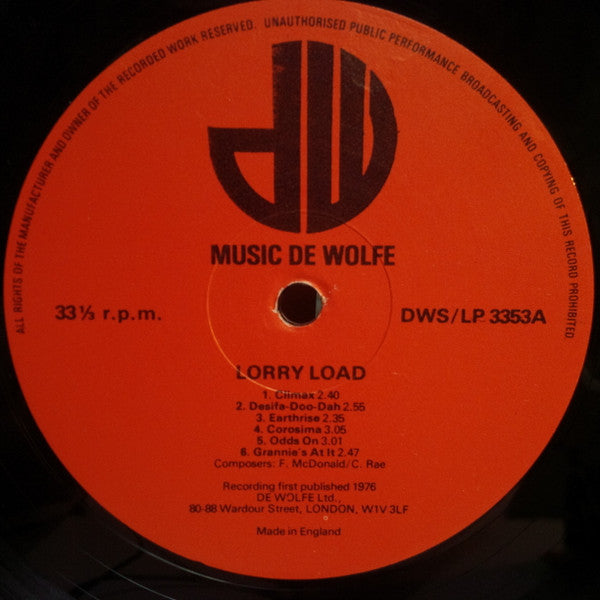 ALL RIGHTS OF THE MANUFACTURER AND OWNER OF THE RECORDED WORK RESERVED. UNAUTHORISED PUBLIC PERFORMANCE BROADCASTING AND COPYING OF THIS RECORD PROHIBITED
dW
MUSIC DE WOLFE
33⅓ r.p.m.
DWS/LP 3353A
LORRY LOAD
1. Climax 2.40
2. Desifa-Doo-Dah 2.55
3. Earthrise 2.35
4. Corosima 3.05
5. Odds On 3.01
6. Grannie's At It 2.47
Composers: F. McDonald/C. Rae
Recording first published 1976
DE WOLFE Ltd.,
80-88 Wardour Street, LONDON, W1V 3LF
Made in England